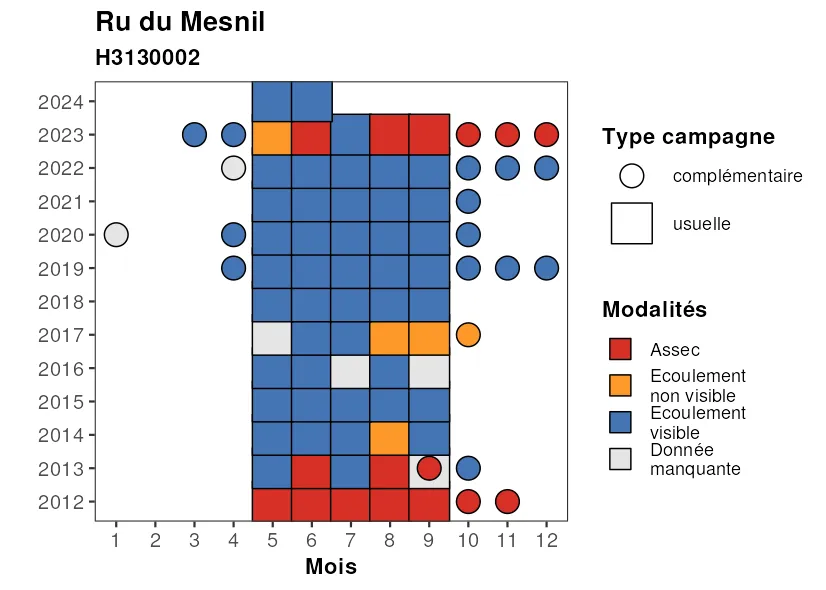 Ru du Mesnil
H3130002
2024
2023
2022
2021
2020
2019
2018
2017
2016
2015
2014
2013
2012
1 2 3 4 5 6 7 8 9 10 11 12
Mois
Type campagne
complémentaire
usuelle
Modalités
Assec
Ecoulement
non visible
Ecoulement
visible
Donnée
manquante